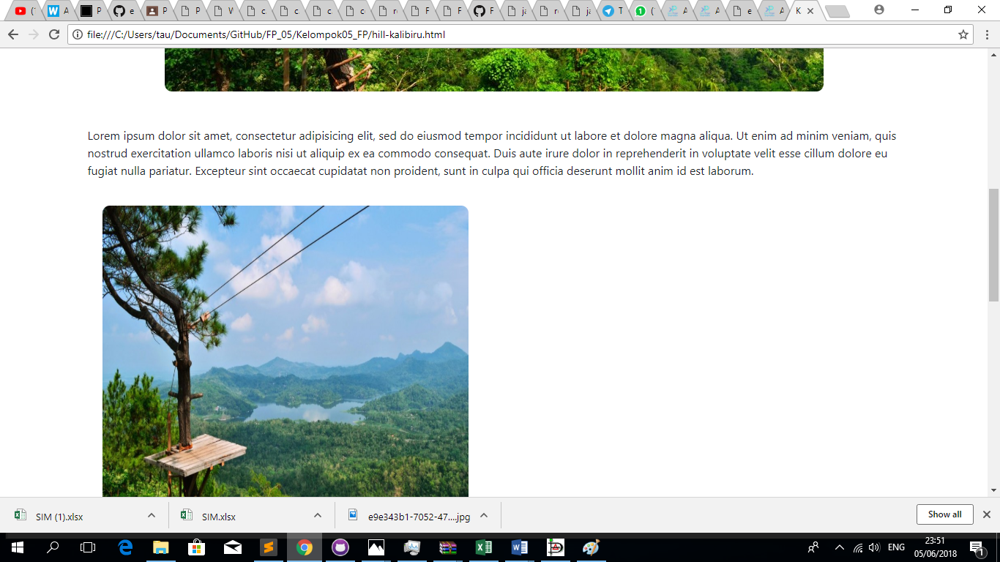 ( W A P e P P V c c c c r F F F j r j T ( A A e A K
file:///C:/Users/tau/Documents/GitHub/FP_05/Kelompok05_FP/hill-kalibiru.html
Lorem ipsum dolor sit amet, consectetur adipisicing elit, sed do eiusmod tempor incididunt ut labore et dolore magna aliqua. Ut enim ad minim veniam, quis
nostrud exercitation ullamco laboris nisi ut aliquip ex ea commodo consequat. Duis aute irure dolor in reprehenderit in voluptate velit esse cillum dolore eu
fugiat nulla pariatur. Excepteur sint occaecat cupidatat non proident, sunt in culpa qui officia deserunt mollit anim id est laborum.
SIM (1).xlsx
SIM.xlsx
e9e343b1-7052-47....jpg
Show all
ENG
23:51
05/06/2018
1